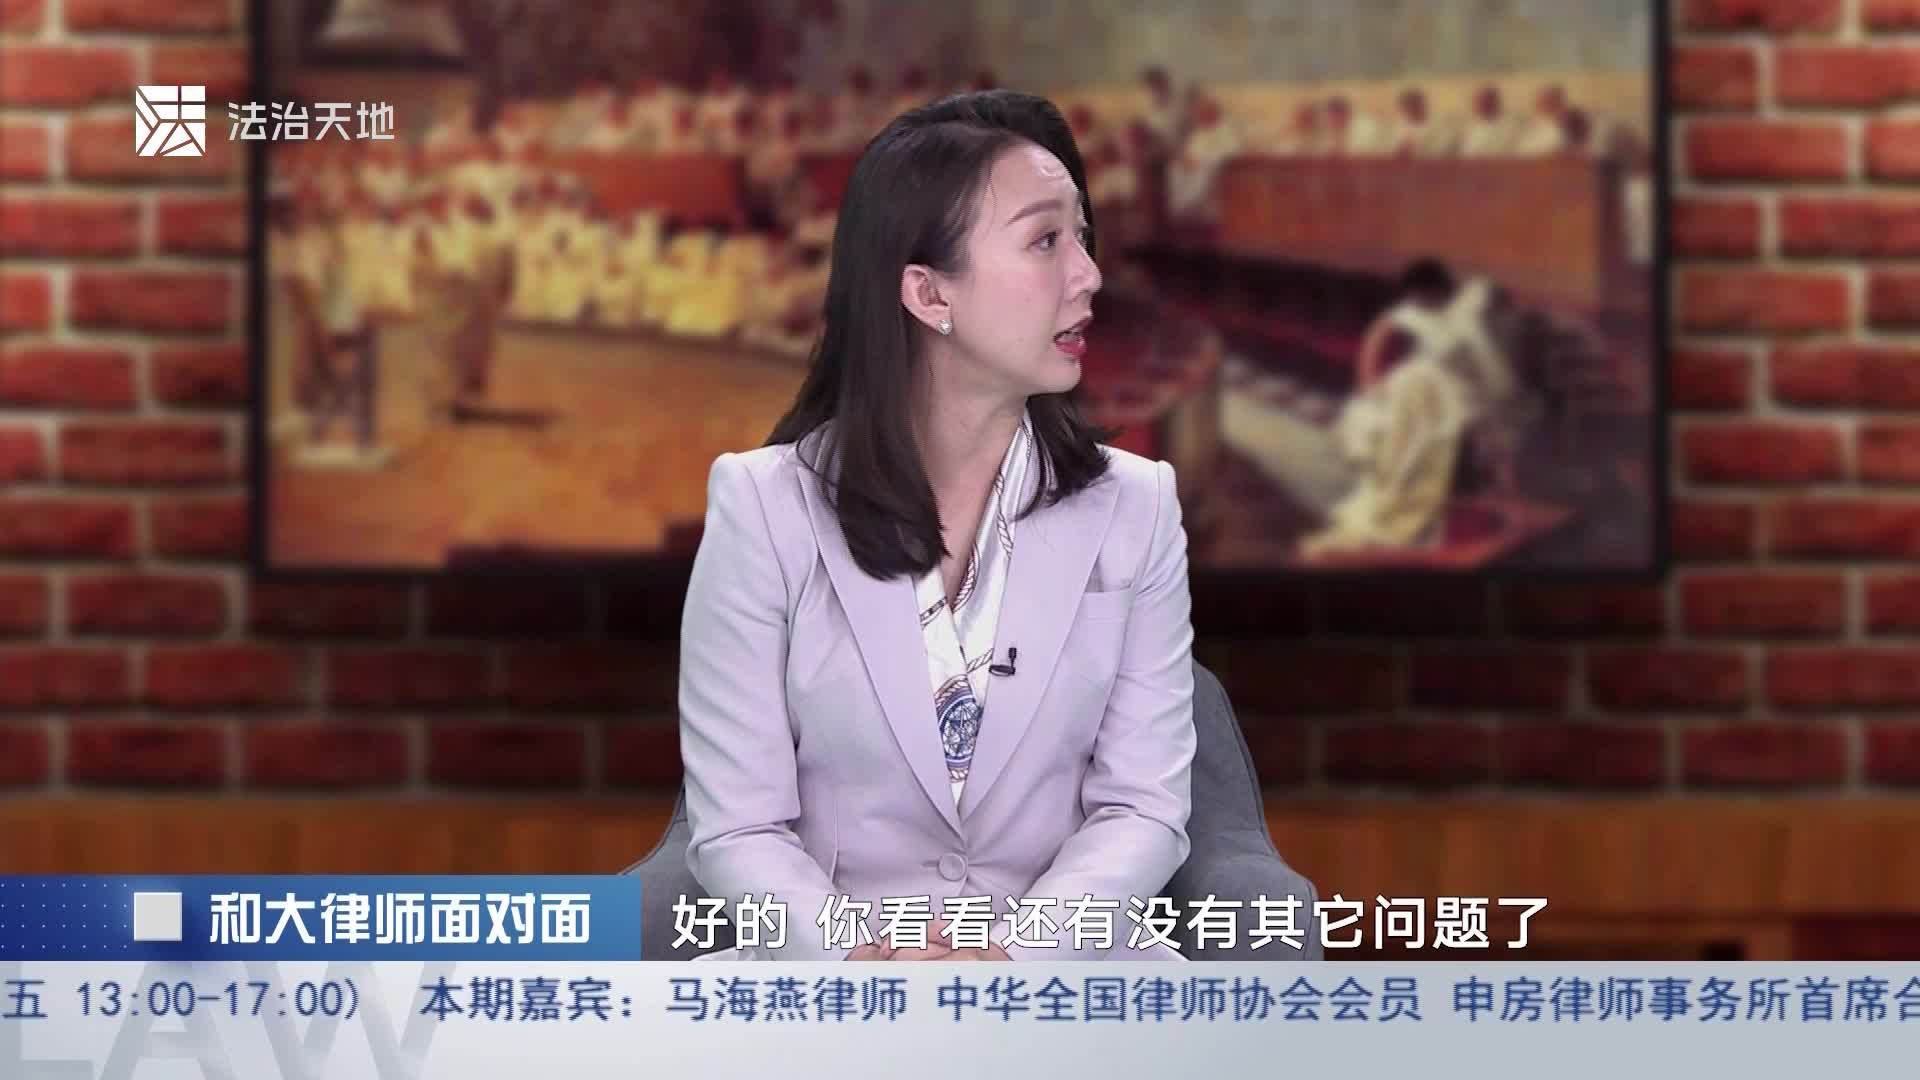 法治天地
和大律师面对面
好的 你看看还有没有其它问题了
五 13:00-17:00) 本期嘉宾：马海燕律师 中华全国律师协会会员 申房律师事务所首席合
LAW